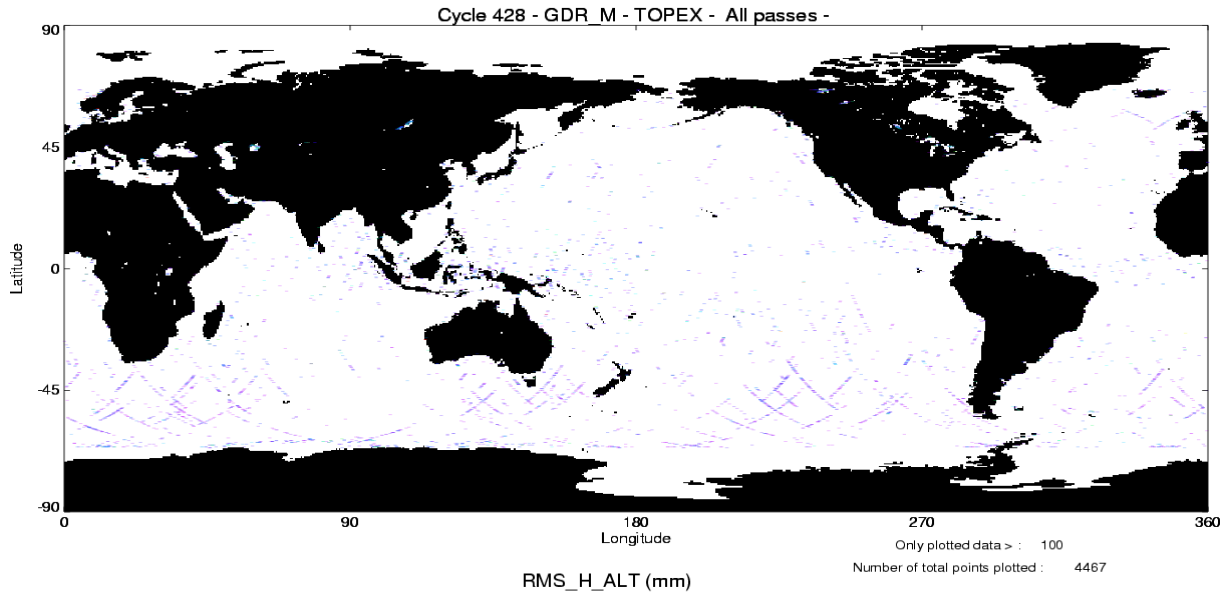 Cycle 428 - GDR_M - TOPEX - All passes -
90
45
0
-45
-90
Latitude
0 90 180 270 360
Longitude
Only plotted data > : 100
Number of total points plotted : 4467
RMS_H_ALT (mm)